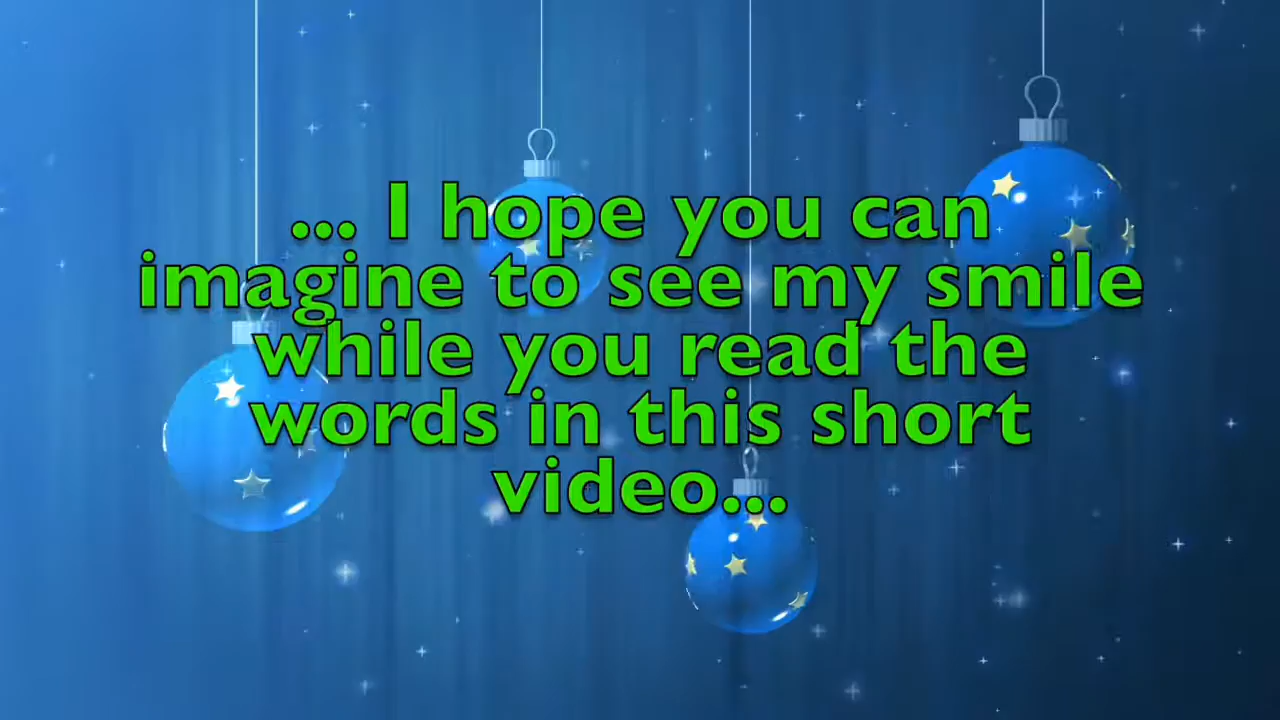 ... I hope you can
imagine to see my smile
while you read the
words in this short
video...